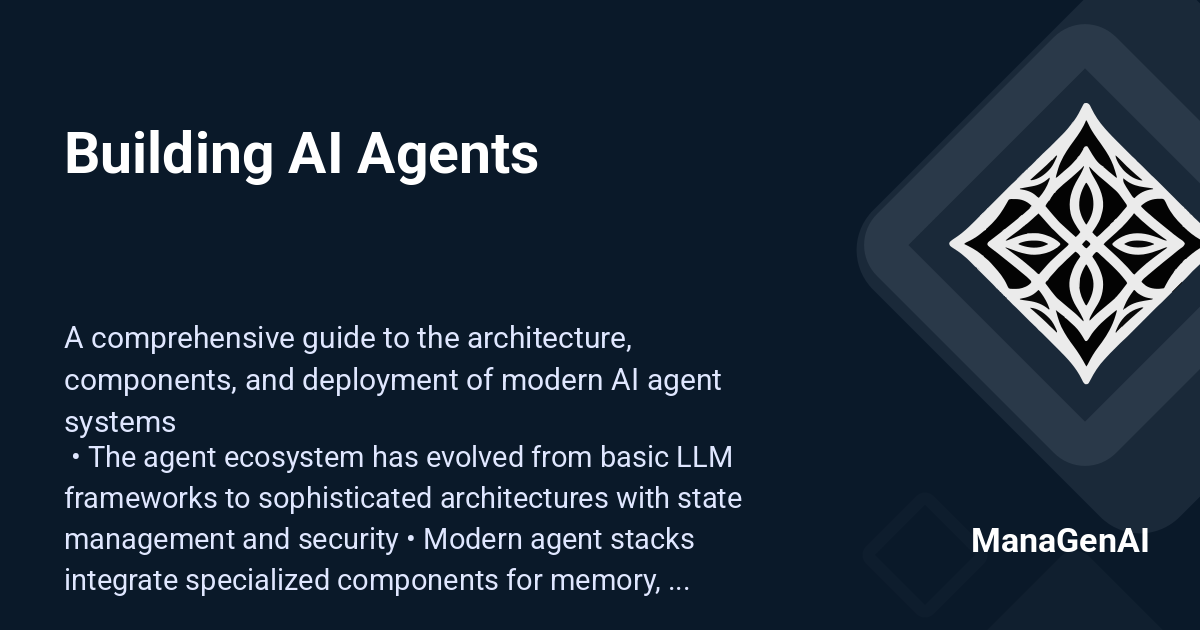 Building AI Agents
A comprehensive guide to the architecture,
components, and deployment of modern AI agent
systems
• The agent ecosystem has evolved from basic LLM
frameworks to sophisticated architectures with state
management and security • Modern agent stacks
integrate specialized components for memory, ...
ManaGenAI